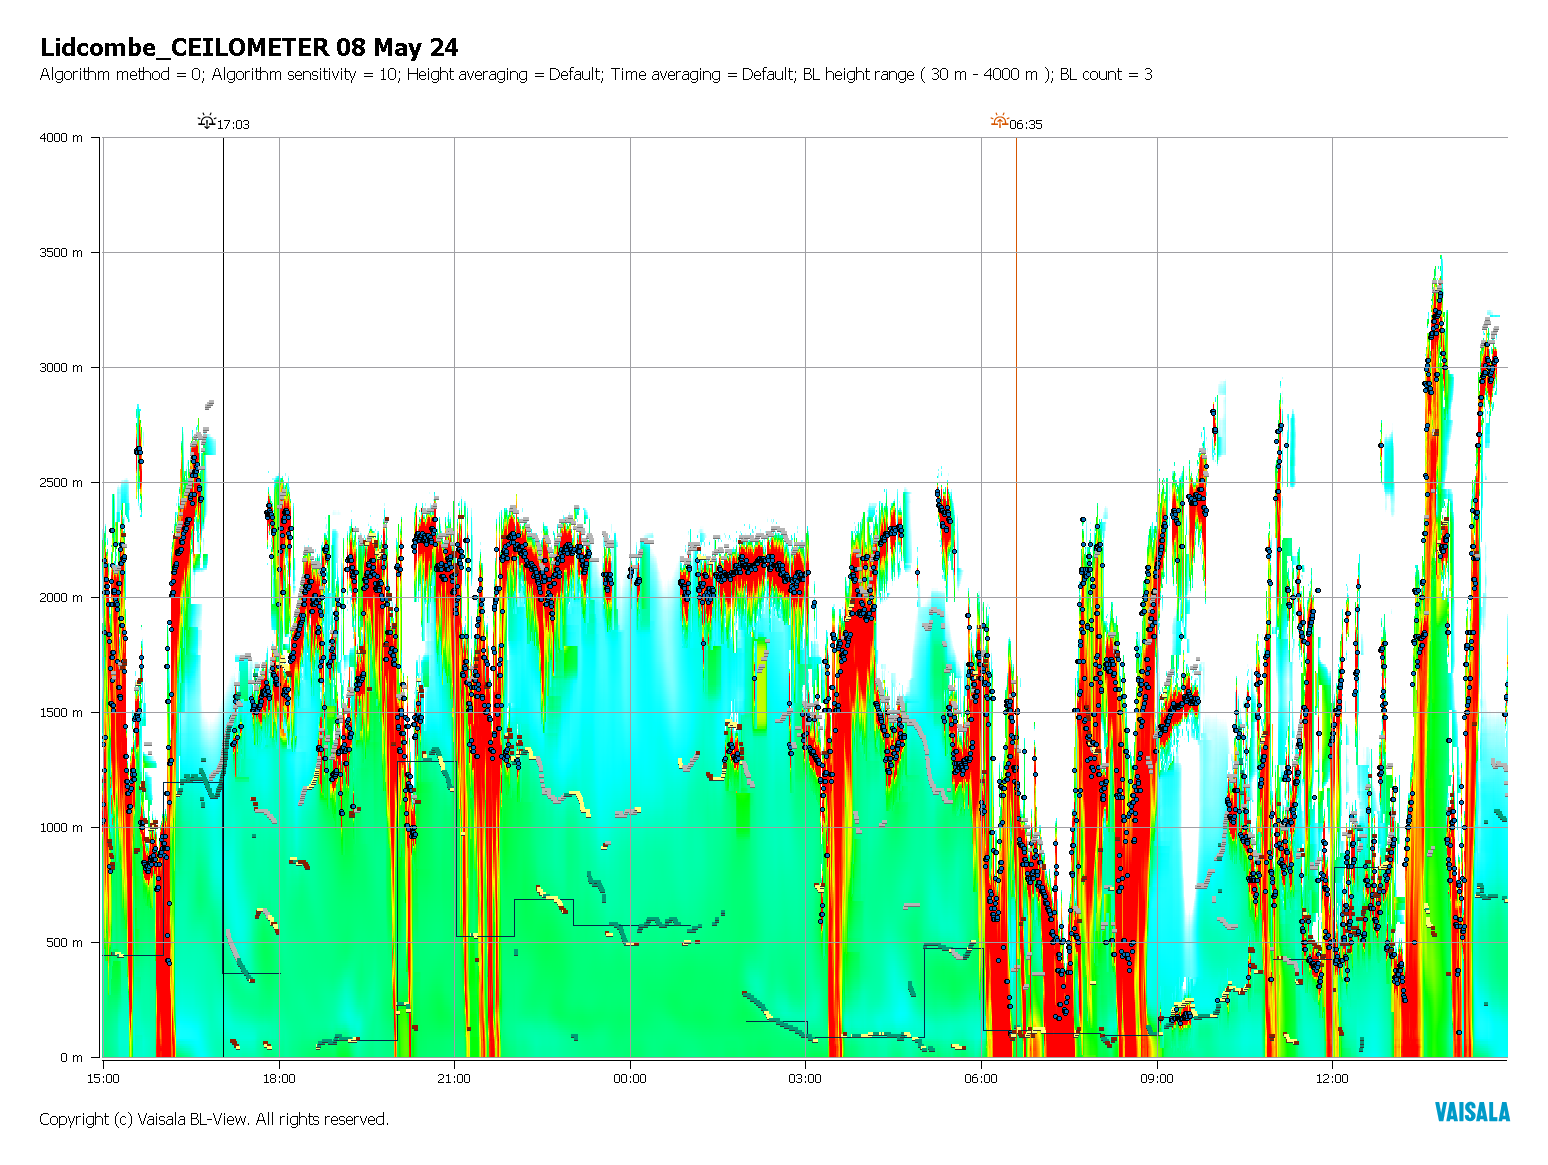 Lidcombe_CEILOMETER 08 May 24
Algorithm method = 0; Algorithm sensitivity = 10; Height averaging = Default; Time averaging = Default; BL height range ( 30 m - 4000 m ); BL count = 3
17:03 06:35
4000 m
3500 m
3000 m
2500 m
2000 m
1500 m
1000 m
500 m
0 m
15:00 18:00 21:00 00:00 03:00 06:00 09:00 12:00
Copyright (c) Vaisala BL-View. All rights reserved.
VAISALA